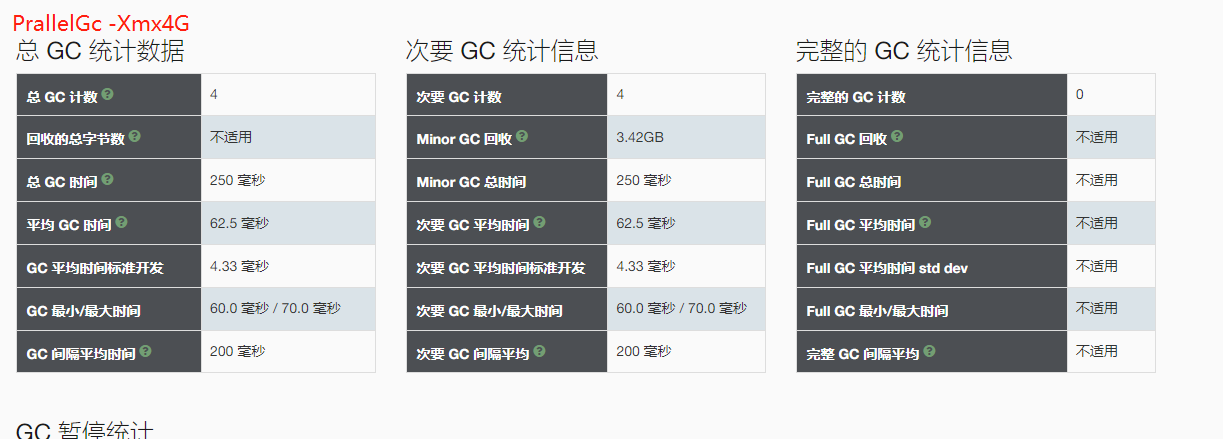 PrallelGc -Xmx4G
总 GC 统计数据
总 GC 计数 4
回收的总字节数 不适用
总 GC 时间 250 毫秒
平均 GC 时间 62.5 毫秒
GC 平均时间标准开发 4.33 毫秒
GC 最小/最大时间 60.0 毫秒 / 70.0 毫秒
GC 间隔平均时间 200 毫秒
次要 GC 统计信息
次要 GC 计数 4
Minor GC 回收 3.42GB
Minor GC 总时间 250 毫秒
次要 GC 平均时间 62.5 毫秒
次要 GC 平均时间标准开发 4.33 毫秒
次要 GC 最小/最大时间 60.0 毫秒 / 70.0 毫秒
次要 GC 间隔平均 200 毫秒
完整的 GC 统计信息
完整的 GC 计数 0
Full GC 回收 不适用
Full GC 总时间 不适用
Full GC 平均时间 不适用
Full GC 平均时间 std dev 不适用
Full GC 最小/最大时间 不适用
完整 GC 间隔平均 不适用
GC 暂停统计